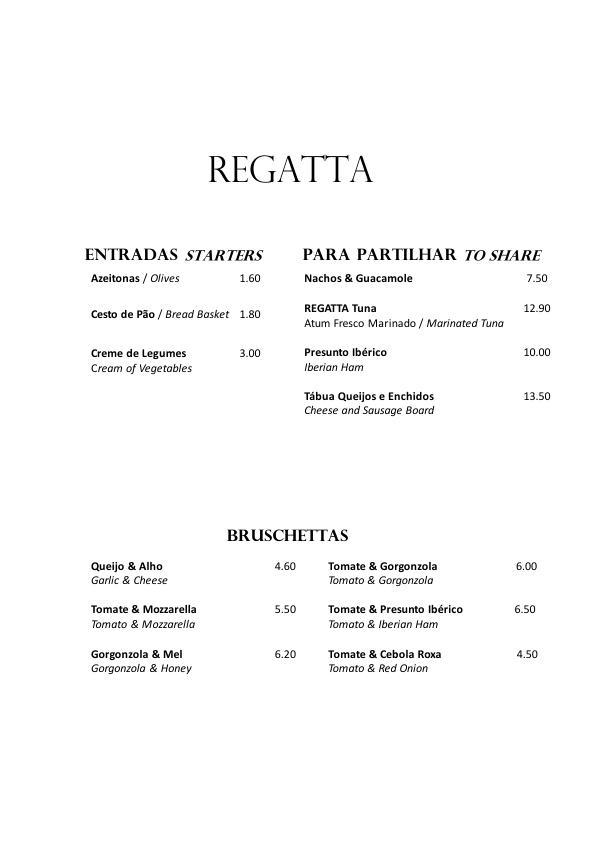 REGATTA
ENTRADAS STARTERS
Azeitonas / Olives 1.60
Cesto de Pão / Bread Basket 1.80
Creme de Legumes 3.00
Cream of Vegetables
PARA PARTILHAR TO SHARE
Nachos & Guacamole 7.50
REGATTA Tuna 12.90
Atum Fresco Marinado / Marinated Tuna
Presunto Ibérico 10.00
Iberian Ham
Tábua Queijos e Enchidos 13.50
Cheese and Sausage Board
BRUSCHETTAS
Queijo & Alho 4.60
Garlic & Cheese
Tomate & Mozzarella 5.50
Tomato & Mozzarella
Gorgonzola & Mel 6.20
Gorgonzola & Honey
Tomate & Gorgonzola 6.00
Tomato & Gorgonzola
Tomate & Presunto Ibérico 6.50
Tomato & Iberian Ham
Tomate & Cebola Roxa 4.50
Tomato & Red Onion